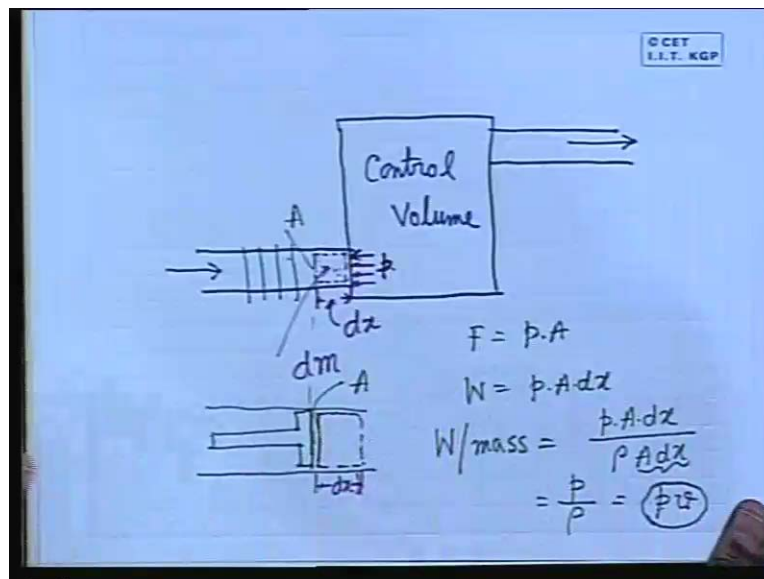 © CET
I.I.T. KGP
Control
Volume
A
p
dx
dm
A
dx
F = p.A
W = p.A.dx
W/mass = p.A.dx / ρ A dx
= p/ρ = pv